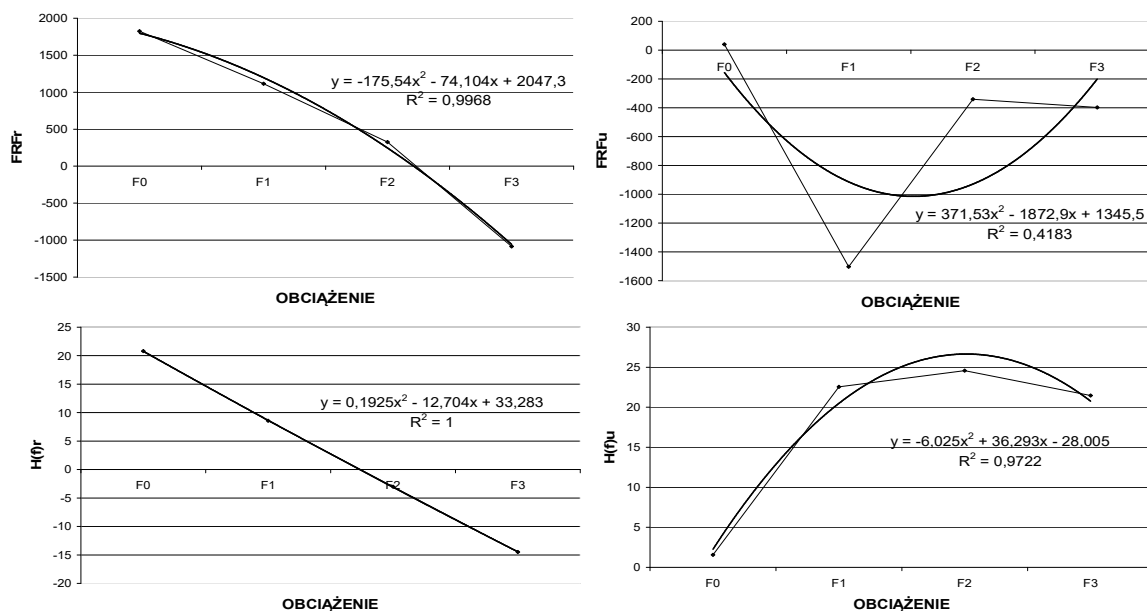 2000
1500
1000
500
0
-500
-1000
-1500
FRFr
F0
F1
F2
F3
y = -175,54x² - 74,104x + 2047,3
R² = 0,9968
OBCIĄŻENIE
200
0
-200
-400
-600
-800
-1000
-1200
-1400
-1600
FRFu
F0
F1
F2
F3
y = 371,53x² - 1872,9x + 1345,5
R² = 0,4183
OBCIĄŻENIE
25
20
15
10
5
0
-5
-10
-15
-20
H(f)r
F0
F1
F2
F3
y = 0,1925x² - 12,704x + 33,283
R² = 1
OBCIĄŻENIE
30
25
20
15
10
5
0
H(f)u
F0
F1
F2
F3
y = -6,025x² + 36,293x - 28,005
R² = 0,9722
OBCIĄŻENIE